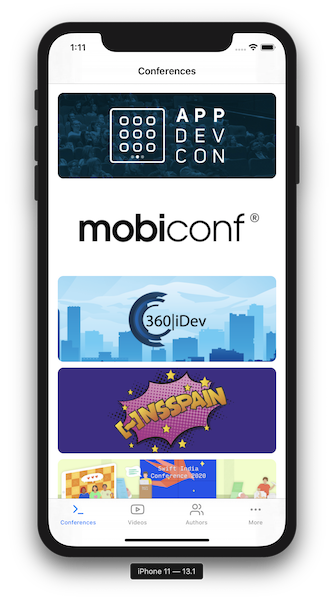 1:11
Conferences
APP
DEV
CON
mobiconf®
360|iDev
[-]NSSPAIN
Swift India
Conference 2020
Conferences
Videos
Authors
More
iPhone 11 — 13.1